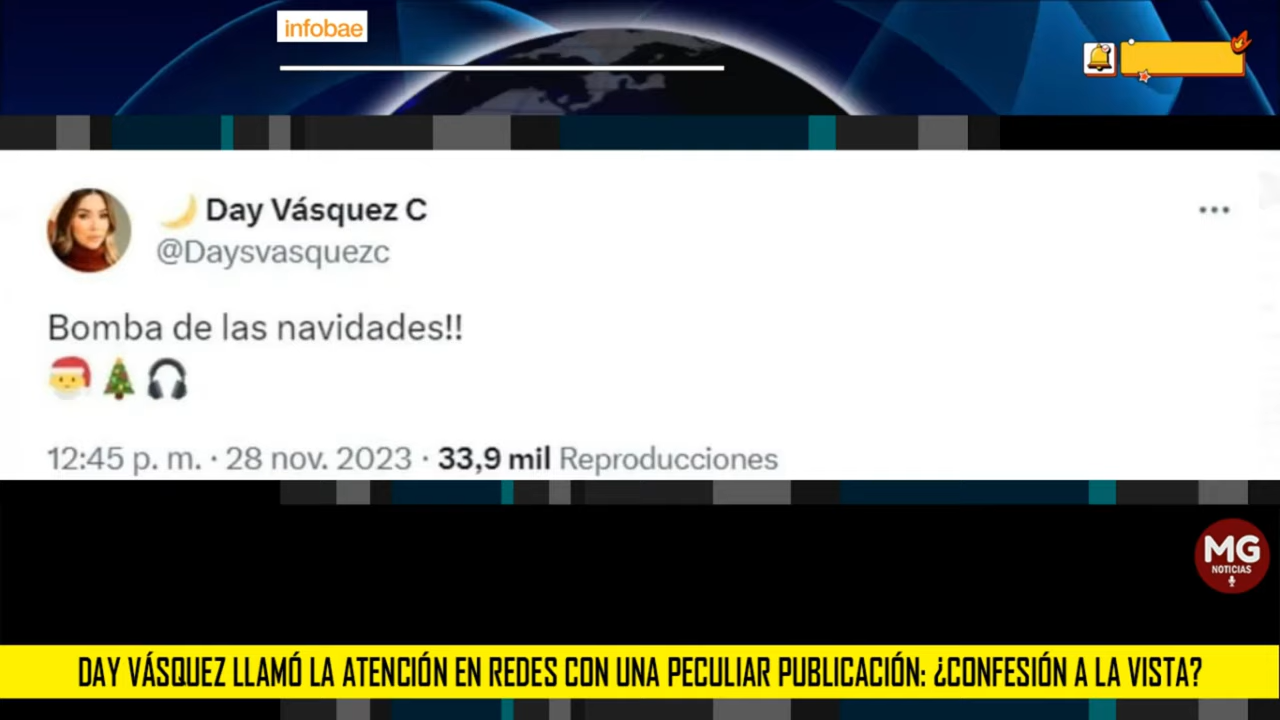 infobae
Day Vásquez C
@Daysvasquezc
Bomba de las navidades!!
12:45 p. m. · 28 nov. 2023 · 33,9 mil Reproducciones
MG
NOTICIAS
DAY VÁSQUEZ LLAMÓ LA ATENCIÓN EN REDES CON UNA PECULIAR PUBLICACIÓN: ¿CONFESIÓN A LA VISTA?